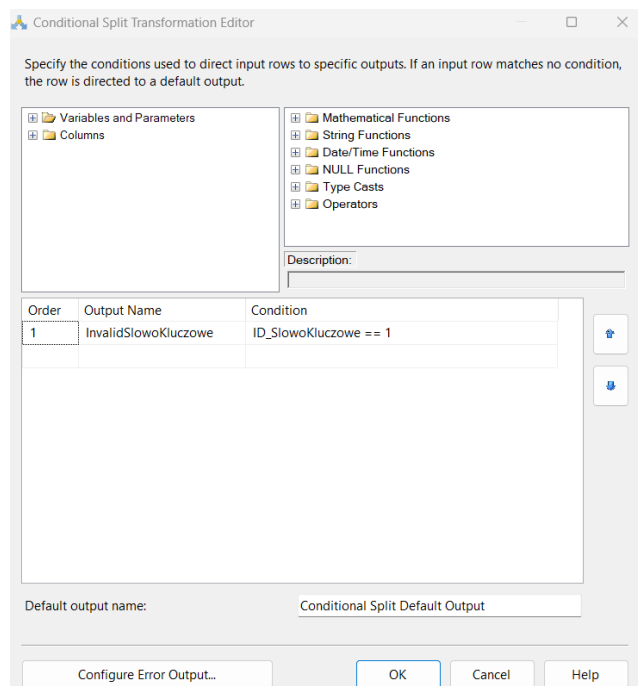 Conditional Split Transformation Editor
Specify the conditions used to direct input rows to specific outputs. If an input row matches no condition,
the row is directed to a default output.
Variables and Parameters
Columns
Mathematical Functions
String Functions
Date/Time Functions
NULL Functions
Type Casts
Operators
Description:
Order Output Name Condition
1 InvalidSlowoKluczowe ID_SlowoKluczowe == 1
Default output name: Conditional Split Default Output
Configure Error Output... OK Cancel Help